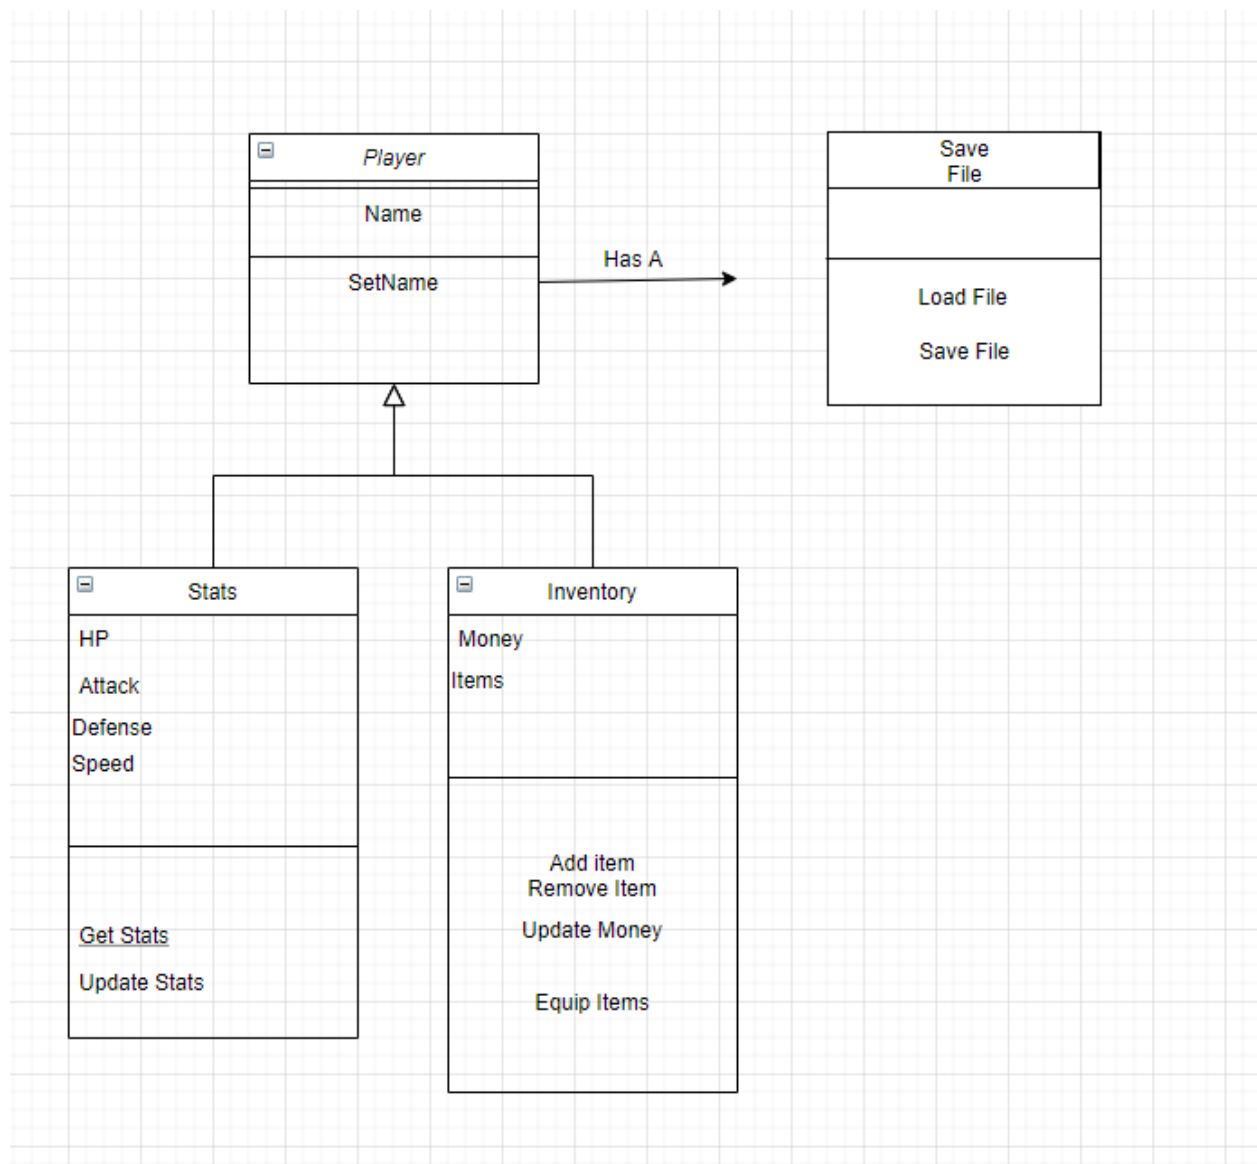 Player
Name
SetName
Has A
Save
File
Load File
Save File
Stats
HP
Attack
Defense
Speed
Get Stats
Update Stats
Inventory
Money
Items
Add item
Remove Item
Update Money
Equip Items